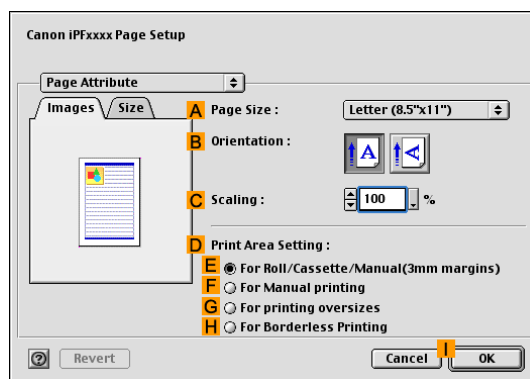 Canon iPFxxxx Page Setup
Page Attribute
Images Size
A Page Size : Letter (8.5"x11")
B Orientation :
A A
C Scaling : 100 %
D Print Area Setting :
E For Roll/Cassette/Manual(3mm margins)
F For Manual printing
G For printing oversizes
H For Borderless Printing
I
? Revert Cancel OK